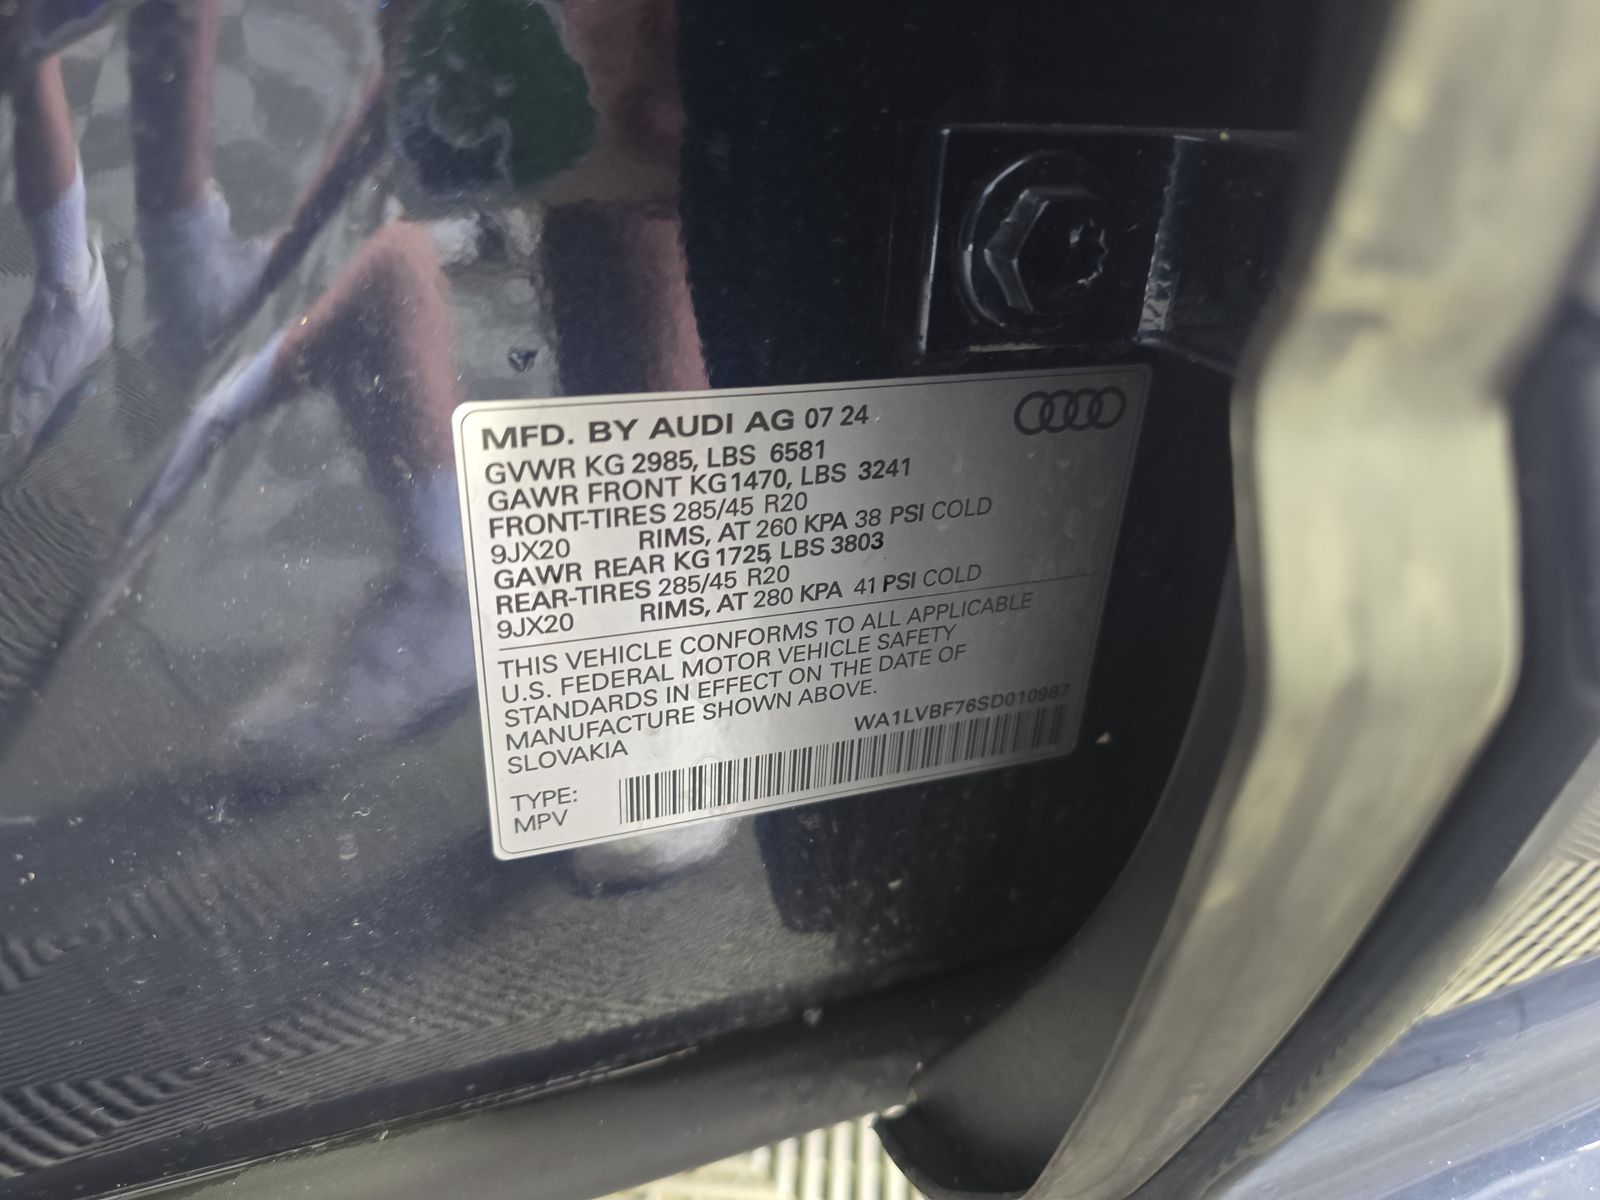 MFD. BY AUDI AG 07 24
GVWR KG 2985, LBS 6581
GAWR FRONT KG1470, LBS 3241
FRONT-TIRES 285/45 R20
9JX20 RIMS, AT 260 KPA 38 PSI COLD
GAWR REAR KG 1725, LBS 3803
REAR-TIRES 285/45 R20
9JX20 RIMS, AT 280 KPA 41 PSI COLD
THIS VEHICLE CONFORMS TO ALL APPLICABLE
U.S. FEDERAL MOTOR VEHICLE SAFETY
STANDARDS IN EFFECT ON THE DATE OF
MANUFACTURE SHOWN ABOVE.
SLOVAKIA WA1LVBF76SD010987
TYPE:
MPV